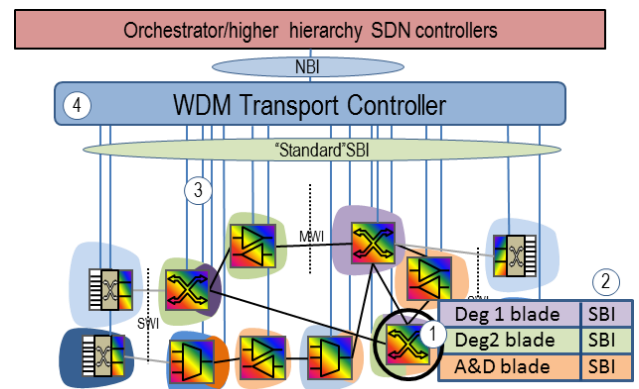 Orchestrator/higher hierarchy SDN controllers
NBI
4
WDM Transport Controller
“Standard”SBI
3
MWI
SWI
2
1
Deg 1 blade SBI
Deg2 blade SBI
A&D blade SBI
SWI